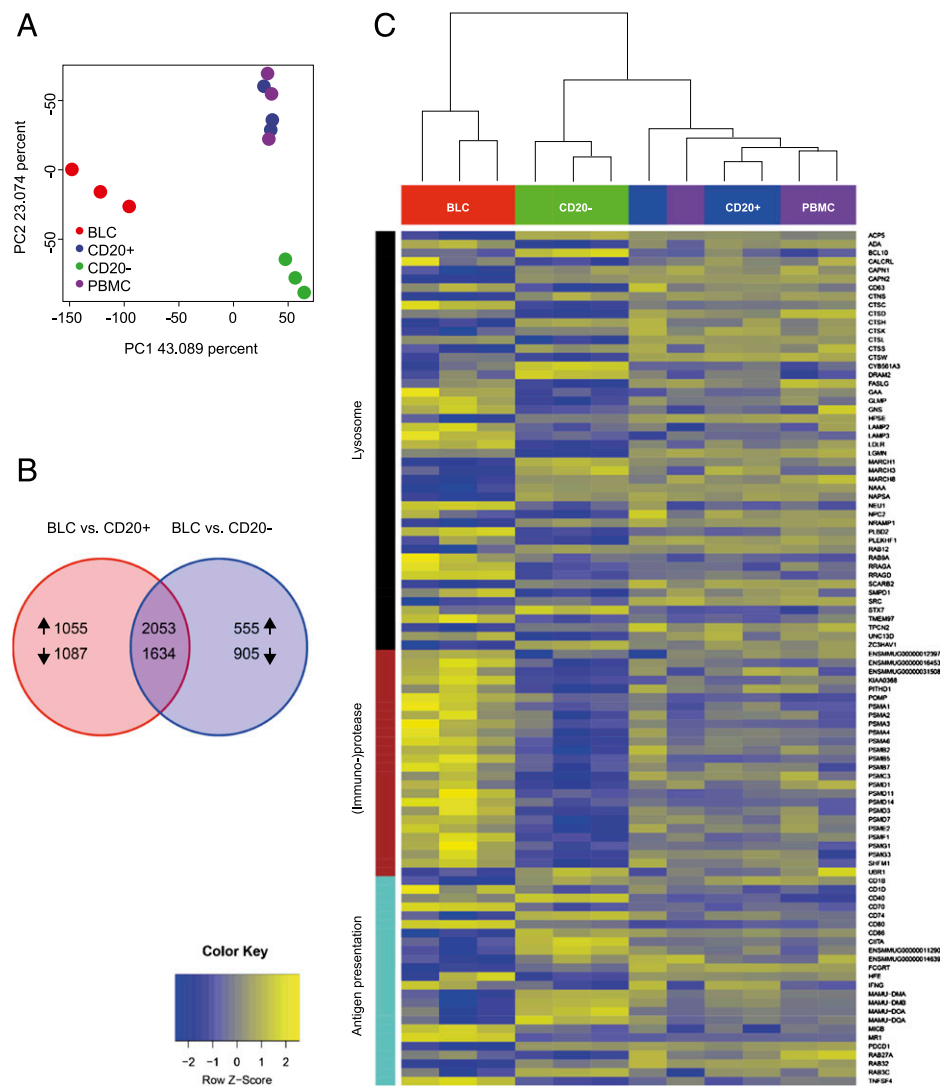 A
-50
-0
-50
PC2 23.074 percent
BLC
CD20+
CD20-
PBMC
-150
-100
-50
0
50
PC1 43.089 percent
B
BLC vs. CD20+ BLC vs. CD20-
1055 2053 555
1087 1634 905
Color Key
-2 -1 0 1 2
Row Z-Score
C
BLC CD20- CD20+ PBMC
Lysosome
(Immuno-)protease
Antigen presentation
ACP5
ADA
BCL10
CALCRL
CAPN1
CAPN2
CD63
CTNS
CTSC
CTSD
CTSH
CTSK
CTSL
CTSS
CTSW
CYB561A3
DRAM2
FASLG
GAA
GLMP
GNS
HPSE
LAMP2
LAMP3
LDLR
LGMN
MARCH1
MARCH3
MARCH8
NAAA
NAPSA
NEU1
NPC2
NRAMP1
PLBD2
PLEKHF1
RAB12
RAB9A
RRAGA
RRAGD
SCARB2
SMPD1
SRC
STX7
TMEM97
TPCN2
UNC13D
ZC3HAV1
ENSMMUG00000012397
ENSMMUG00000016453
ENSMMUG00000031508
KIAA0368
PITHD1
POMP
PSMA1
PSMA2
PSMA3
PSMA4
PSMA6
PSMB2
PSMB5
PSMB7
PSMC3
PSMD1
PSMD11
PSMD14
PSMD3
PSMD7
PSME2
PSMF1
PSMG1
PSMG3
SHFM1
UBR1
CD1B
CD1D
CD40
CD70
CD74
CD80
CD86
CIITA
ENSMMUG00000011290
ENSMMUG00000014639
FCGRT
HFE
IFNG
MAMU-DMA
MAMU-DMB
MAMU-DOA
MAMU-DOA
MICB
MR1
PDCD1
RAB27A
RAB32
RAB3C
TNFSF4